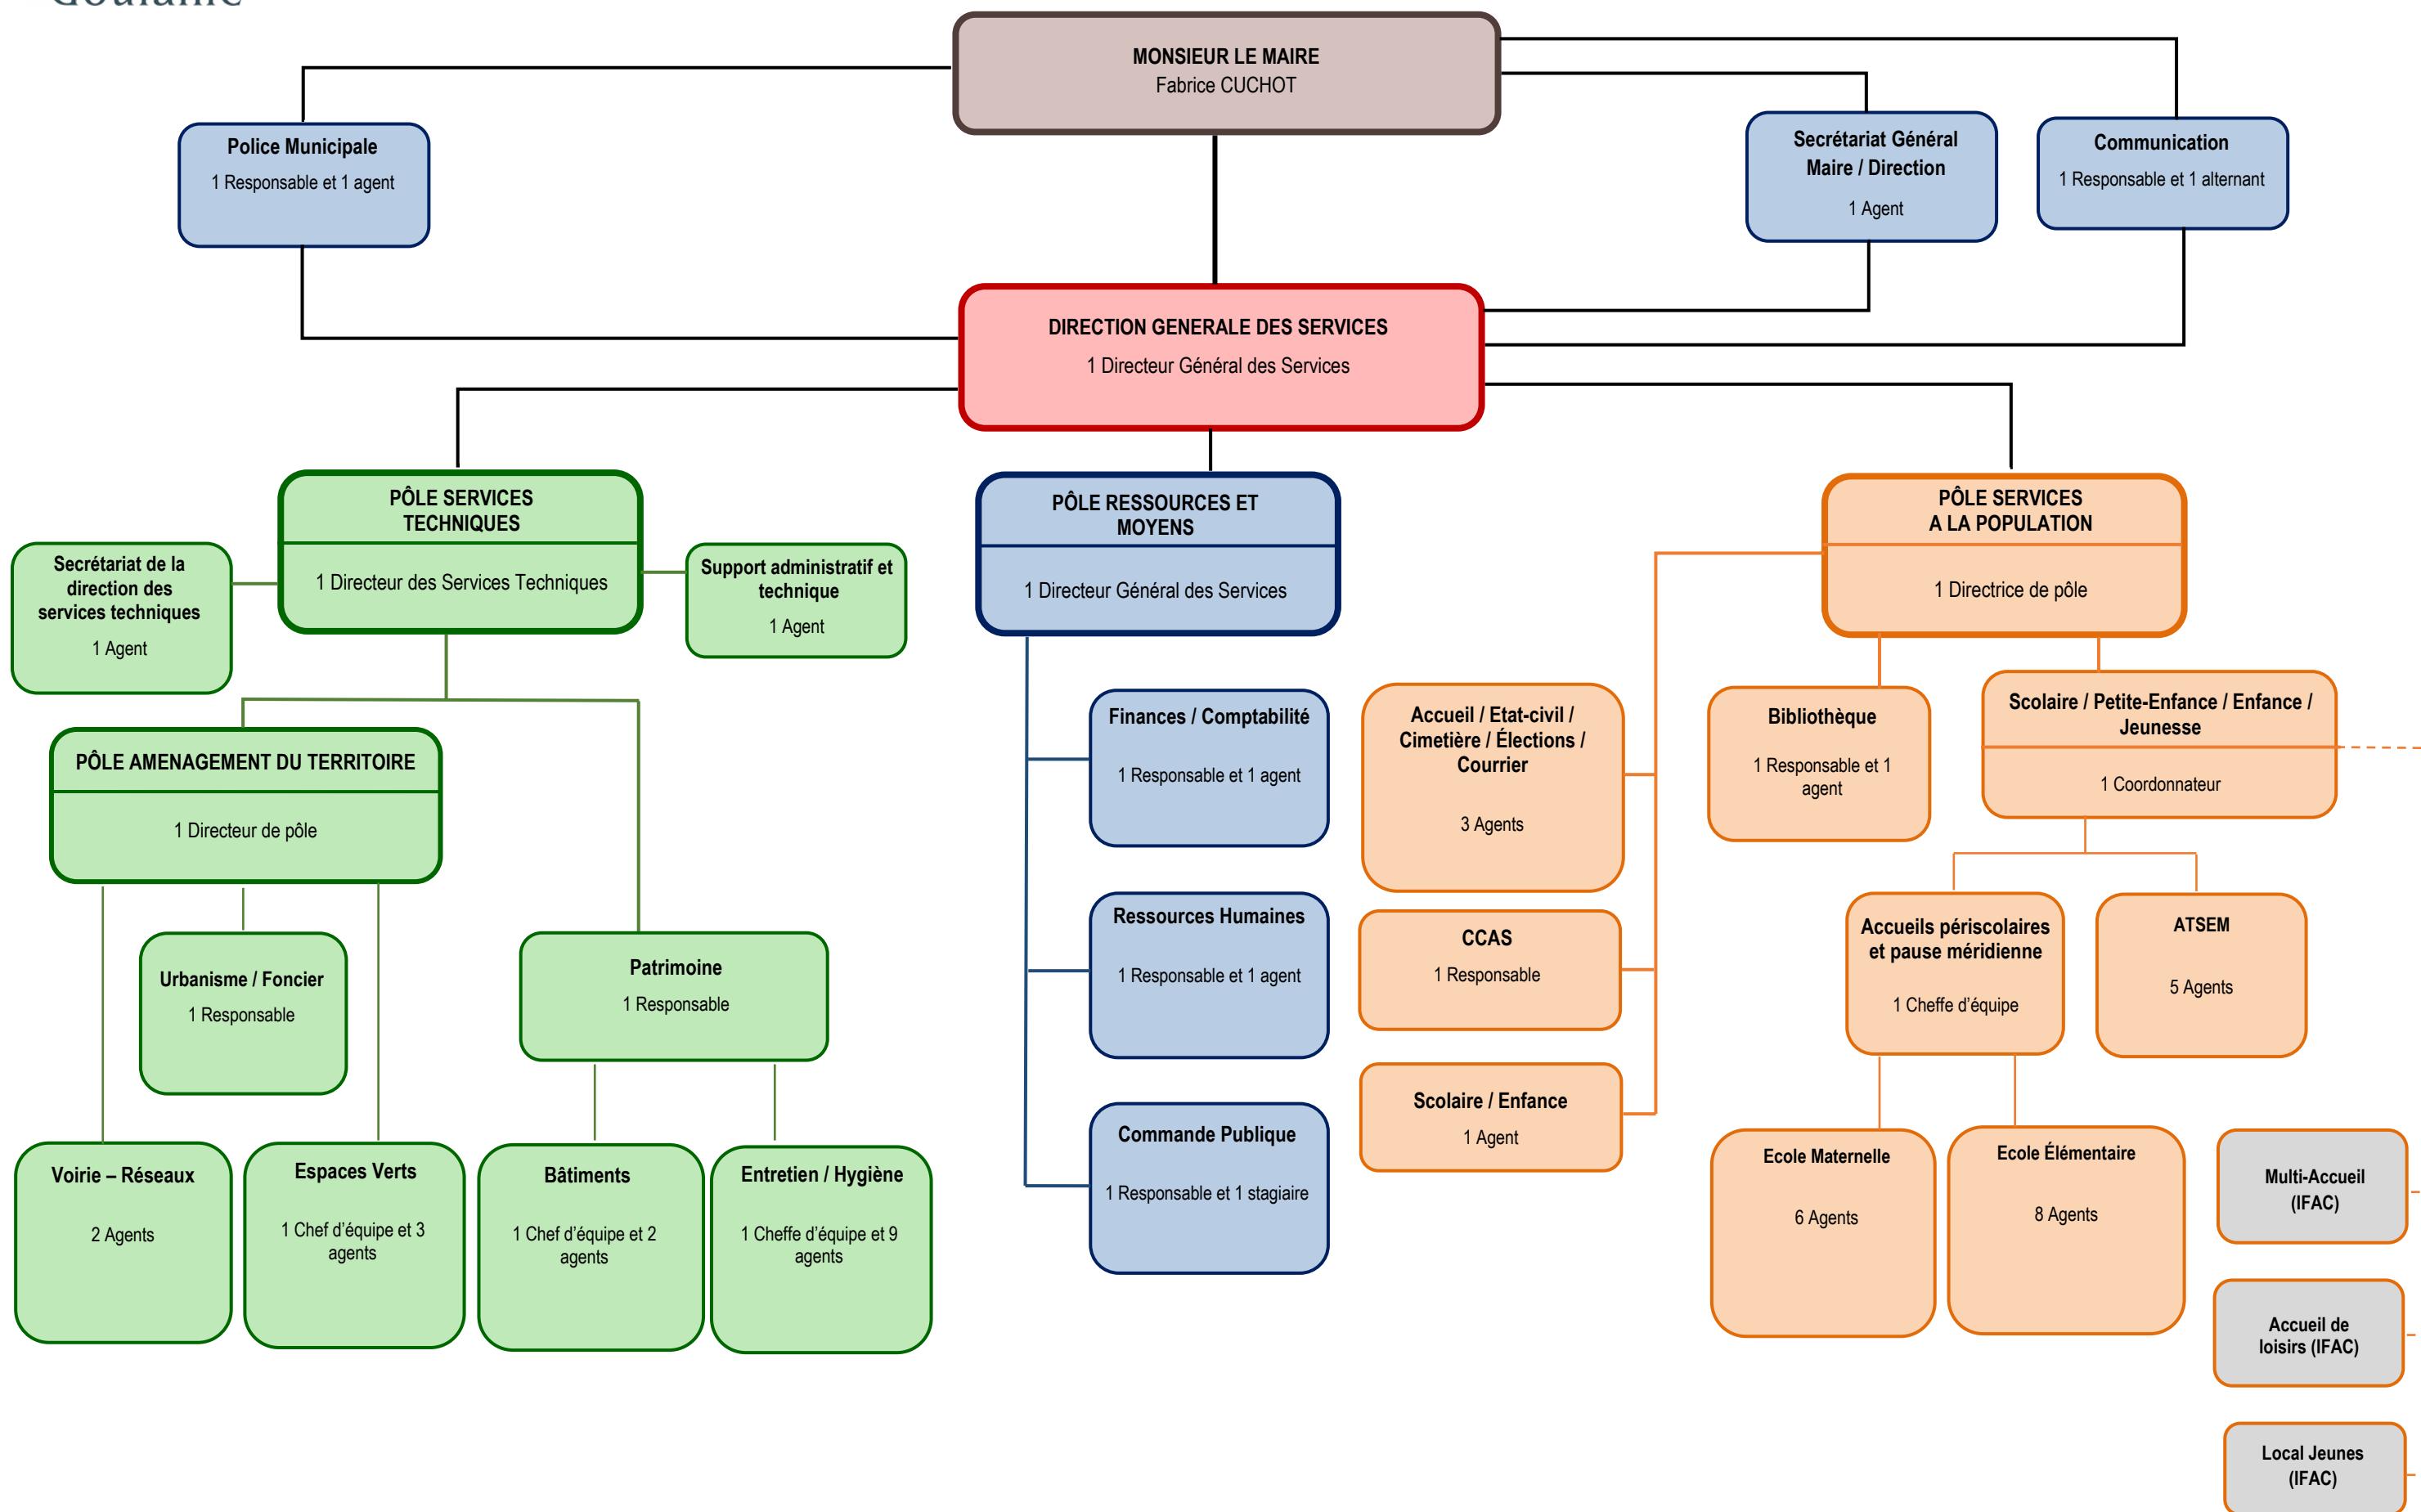 MONSIEUR LE MAIRE
Fabrice CUCHOT
Police Municipale
1 Responsable et 1 agent
Secrétariat Général
Maire / Direction
1 Agent
Communication
1 Responsable et 1 alternant
DIRECTION GENERALE DES SERVICES
1 Directeur Général des Services
PÔLE SERVICES
TECHNIQUES
1 Directeur des Services Techniques
Secrétariat de la
direction des
services techniques
1 Agent
Support administratif et
technique
1 Agent
PÔLE AMENAGEMENT DU TERRITOIRE
1 Directeur de pôle
Urbanisme / Foncier
1 Responsable
Patrimoine
1 Responsable
Voirie – Réseaux
2 Agents
Espaces Verts
1 Chef d’équipe et 3
agents
Bâtiments
1 Chef d’équipe et 2
agents
Entretien / Hygiène
1 Cheffe d’équipe et 9
agents
PÔLE RESSOURCES ET
MOYENS
1 Directeur Général des Services
Finances / Comptabilité
1 Responsable et 1 agent
Ressources Humaines
1 Responsable et 1 agent
Commande Publique
1 Responsable et 1 stagiaire
PÔLE SERVICES
A LA POPULATION
1 Directrice de pôle
Accueil / Etat-civil /
Cimetière / Élections /
Courrier
3 Agents
CCAS
1 Responsable
Scolaire / Enfance
1 Agent
Bibliothèque
1 Responsable et 1
agent
Scolaire / Petite-Enfance / Enfance /
Jeunesse
1 Coordonnateur
Accueils périscolaires
et pause méridienne
1 Cheffe d’équipe
ATSEM
5 Agents
Ecole Maternelle
6 Agents
Ecole Élémentaire
8 Agents
Multi-Accueil
(IFAC)
Accueil de
loisirs (IFAC)
Local Jeunes
(IFAC)